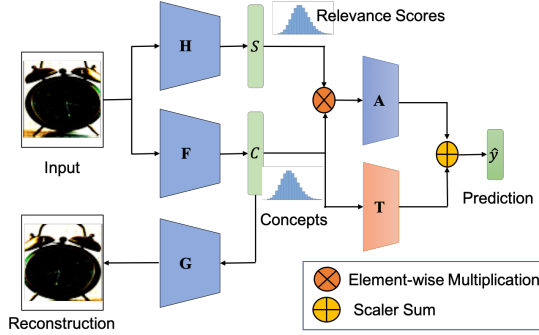 Relevance Scores
H
S
A
Input
F
C
ŷ
Prediction
Concepts
T
G
Reconstruction
Element-wise Multiplication
Scaler Sum